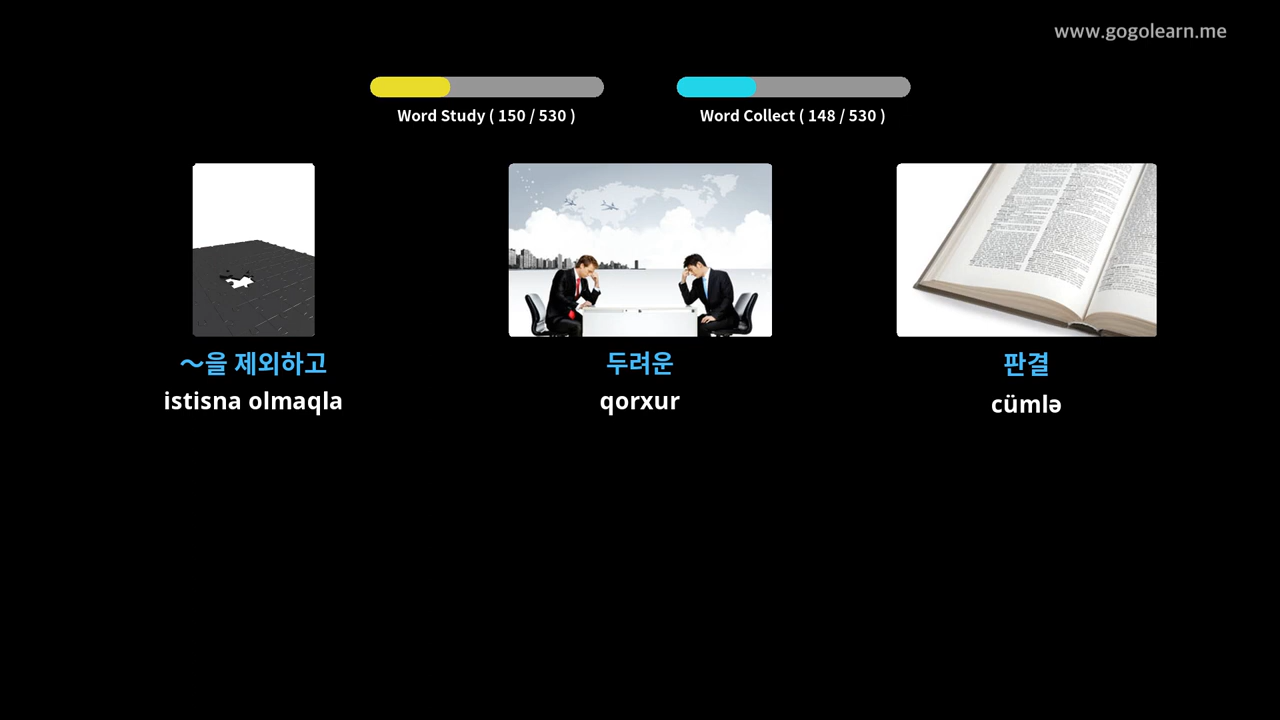 www.gogolearn.me
Word Study ( 150 / 530 )
Word Collect ( 148 / 530 )
～을 제외하고
istisna olmaqla
두려운
qorxur
판결
cümlə